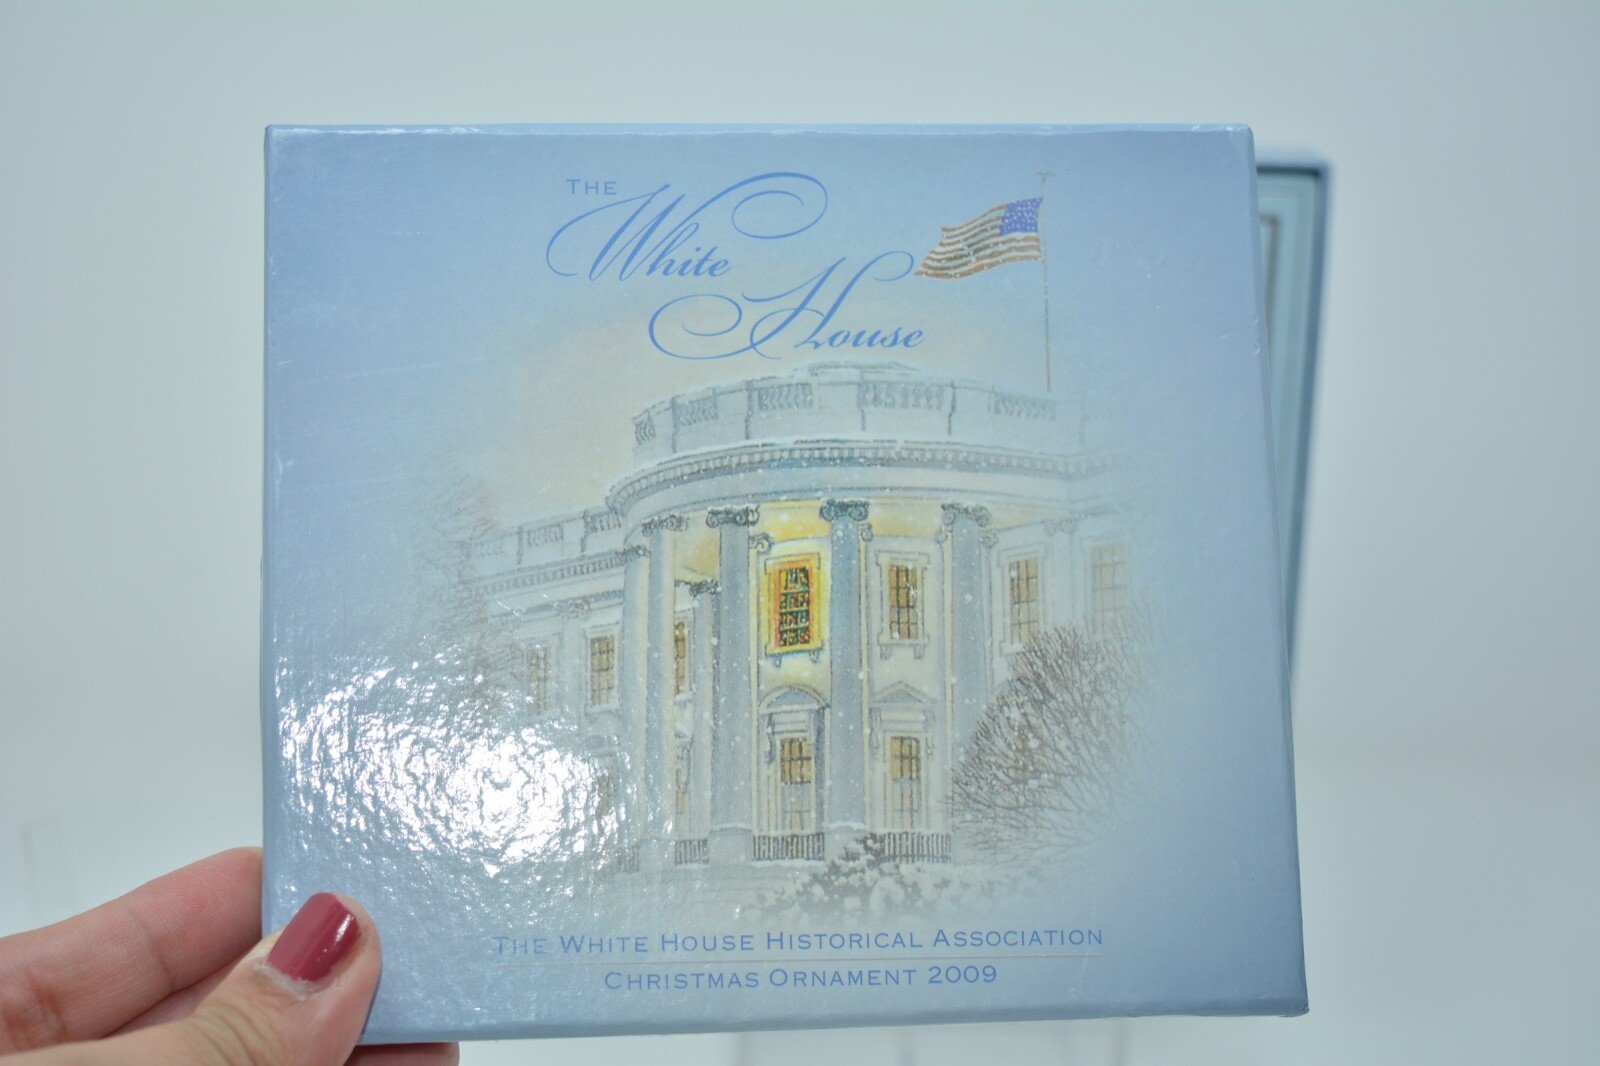 THE
White
House
THE WHITE HOUSE HISTORICAL ASSOCIATION
CHRISTMAS ORNAMENT 2009